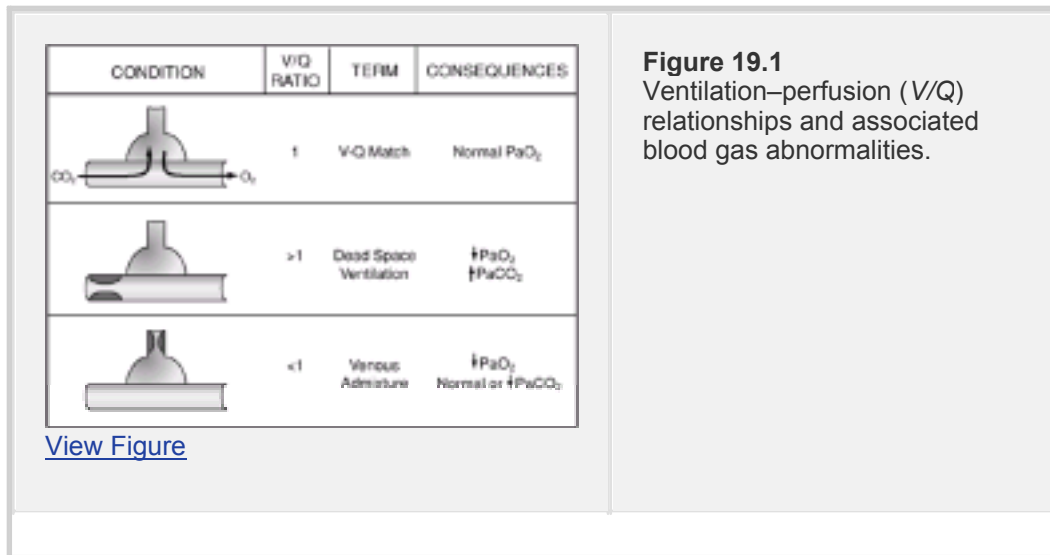 CONDITION
V/Q RATIO
TERM
CONSEQUENCES
CO₂
O₂
1
V-Q Match
Normal PaO₂
>1
Dead Space
Ventilation
PaO₂
PaCO₂
<1
Venous
Admixture
PaO₂
Normal or PaCO₂
View Figure
Figure 19.1
Ventilation–perfusion (V/Q)
relationships and associated
blood gas abnormalities.